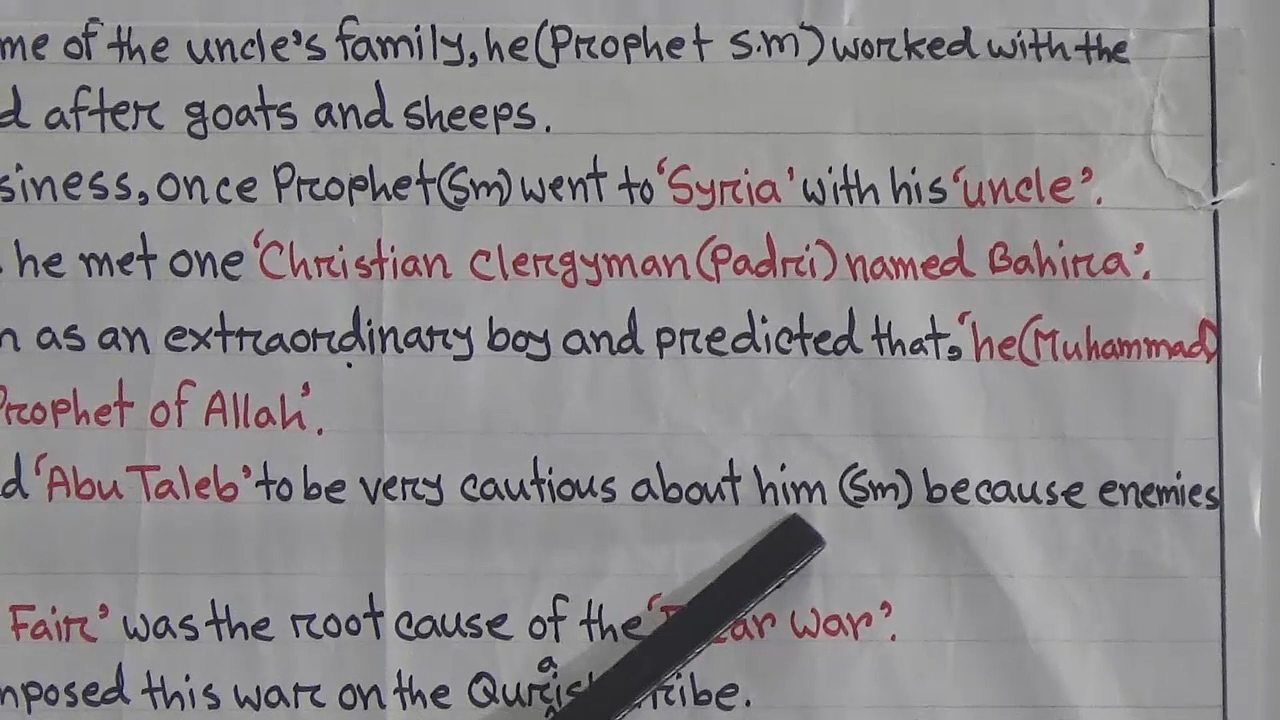 me of the uncle's family, he (Prophet s.m) worked with the
d after goats and sheeps.
siness, once Prophet (Sm) went to 'Syria' with his 'uncle'.
he met one 'Christian Clergyman (Padri) named Bahira'.
n as an extraordinary boy and predicted that, 'he (Muhammad)
Prophet of Allah'.
d 'Abu Taleb' to be very cautious about him (Sm) because enemies
Fair' was the root cause of the war'.
mposed this war on the Quraish